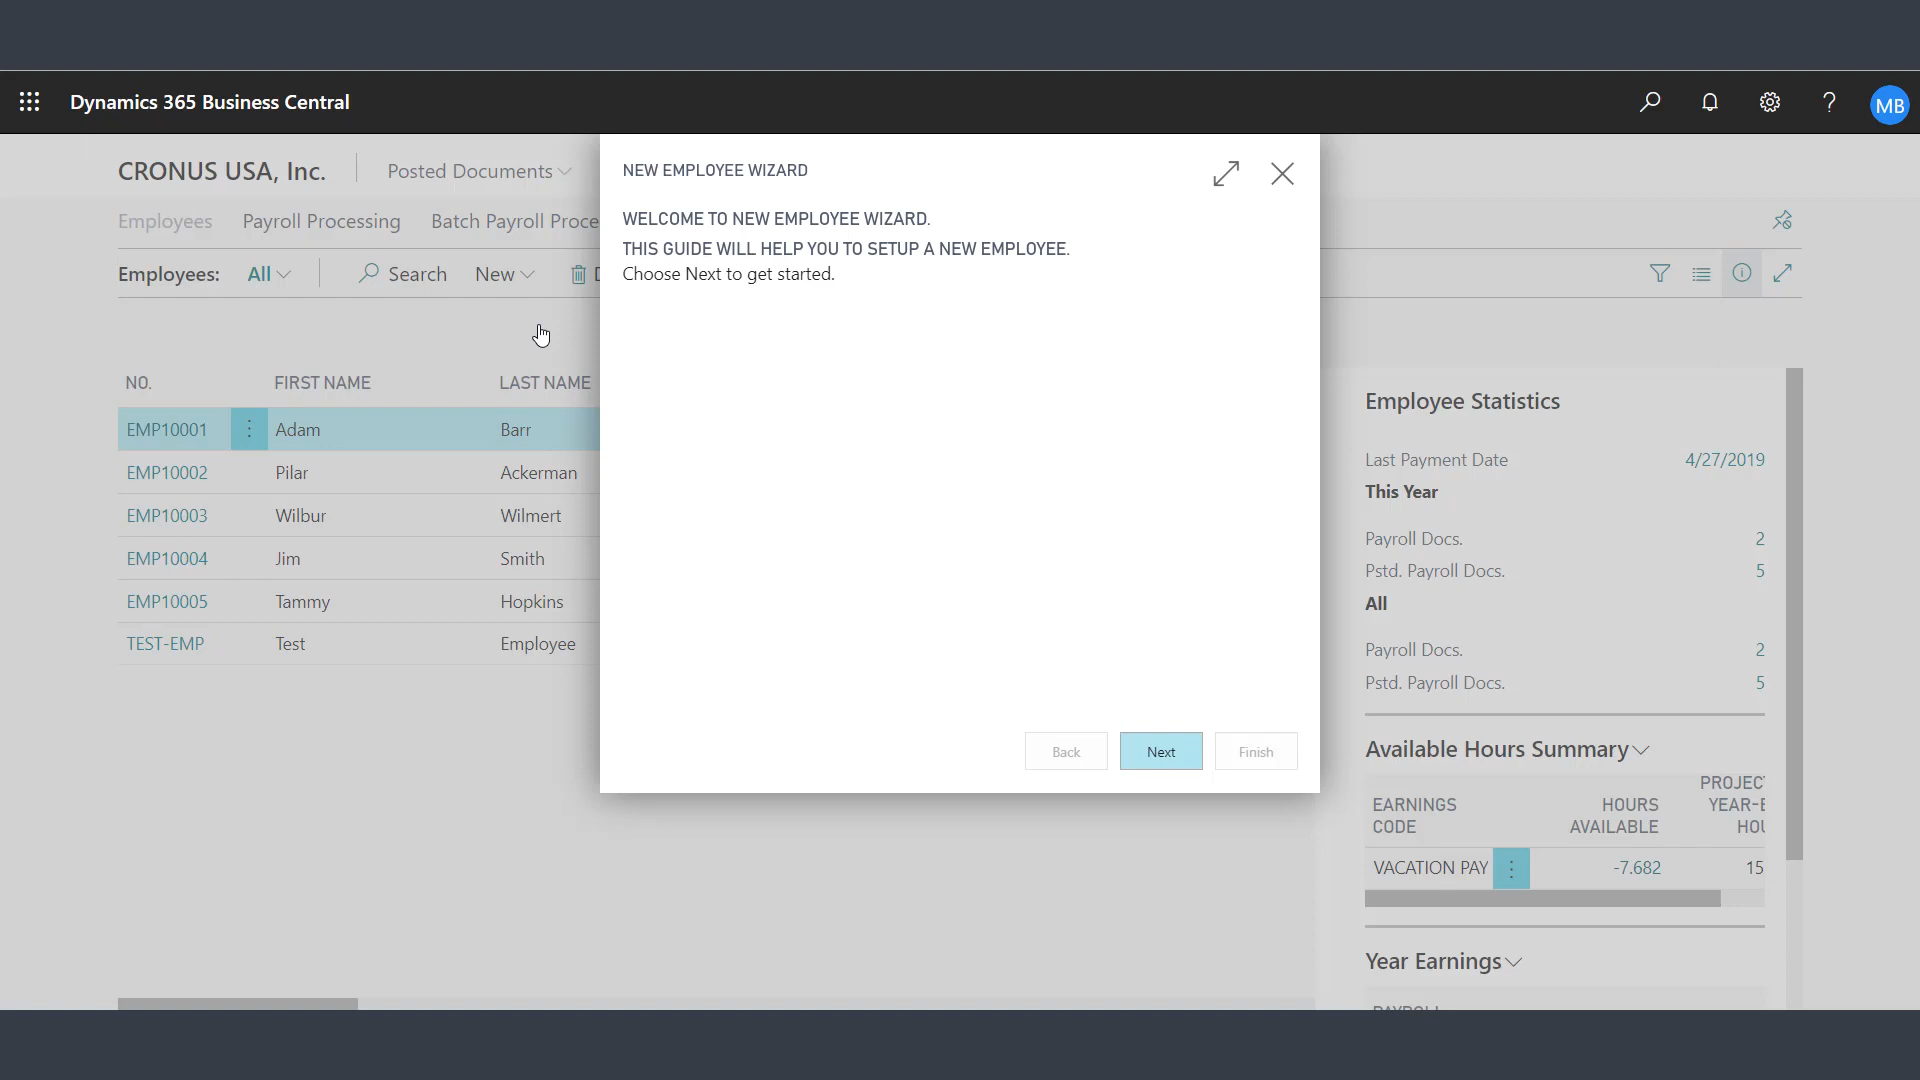 Dynamics 365 Business Central
?
MB
CRONUS USA, Inc.
Posted Documents
Employees
Payroll Processing
Batch Payroll Proce
Employees:
All
Search
New
D
NO.
FIRST NAME
LAST NAME
EMP10001
Adam
Barr
EMP10002
Pilar
Ackerman
EMP10003
Wilbur
Wilmert
EMP10004
Jim
Smith
EMP10005
Tammy
Hopkins
TEST-EMP
Test
Employee
NEW EMPLOYEE WIZARD
WELCOME TO NEW EMPLOYEE WIZARD.
THIS GUIDE WILL HELP YOU TO SETUP A NEW EMPLOYEE.
Choose Next to get started.
Back
Next
Finish
Employee Statistics
Last Payment Date
4/27/2019
This Year
Payroll Docs.
2
Pstd. Payroll Docs.
5
All
Payroll Docs.
2
Pstd. Payroll Docs.
5
Available Hours Summary
EARNINGS
CODE
HOURS
AVAILABLE
PROJEC
YEAR-E
HOU
VACATION PAY
-7.682
15
Year Earnings
PAYROLL